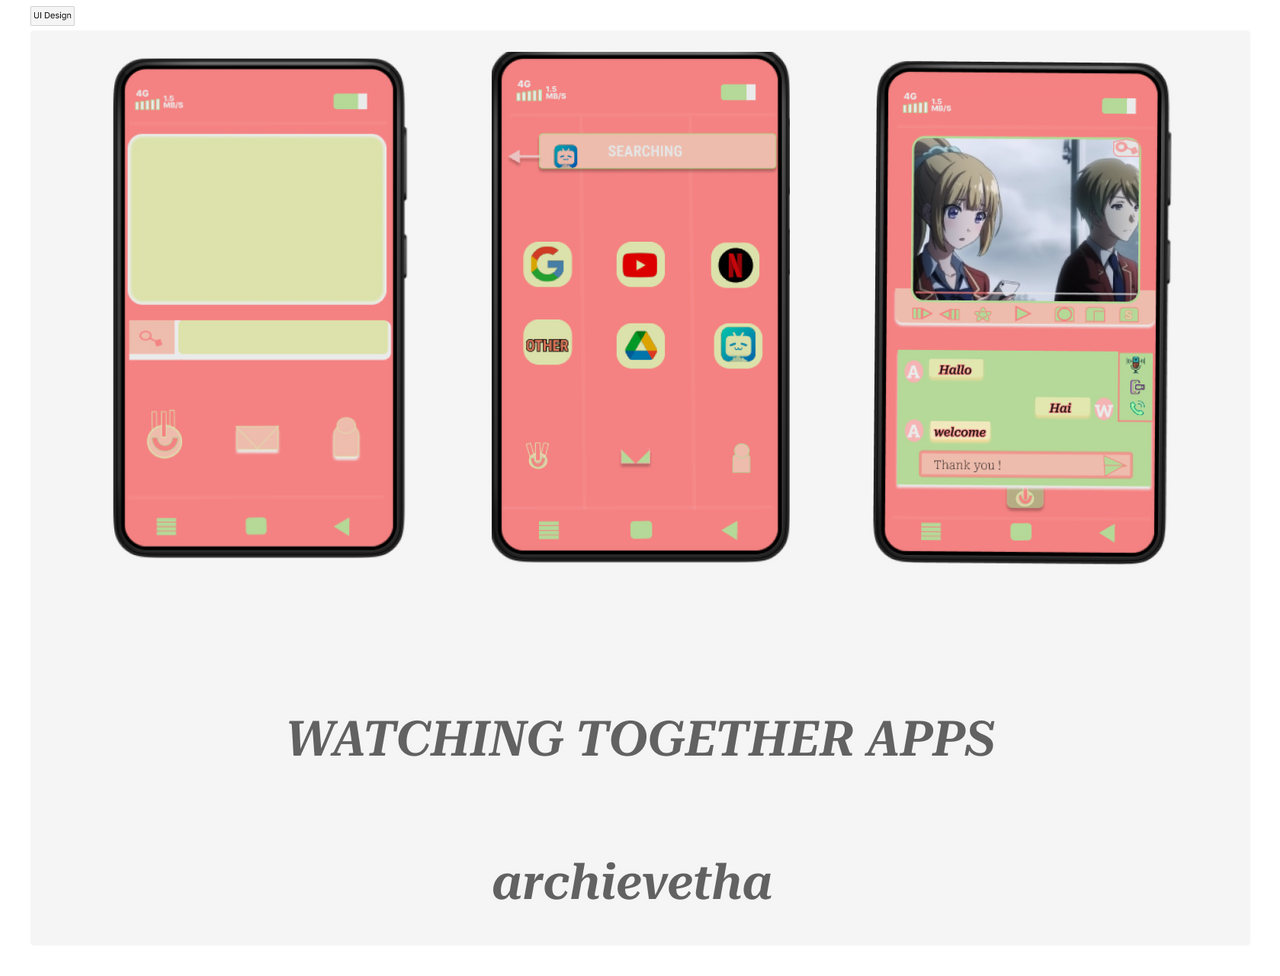 UI Design
4G
1.5
MB/S
4G
1.5
MB/S
SEARCHING
OTHER
4G
1.5
MB/S
A
Hallo
Hai
W
A
welcome
Thank you !
WATCHING TOGETHER APPS
archievetha